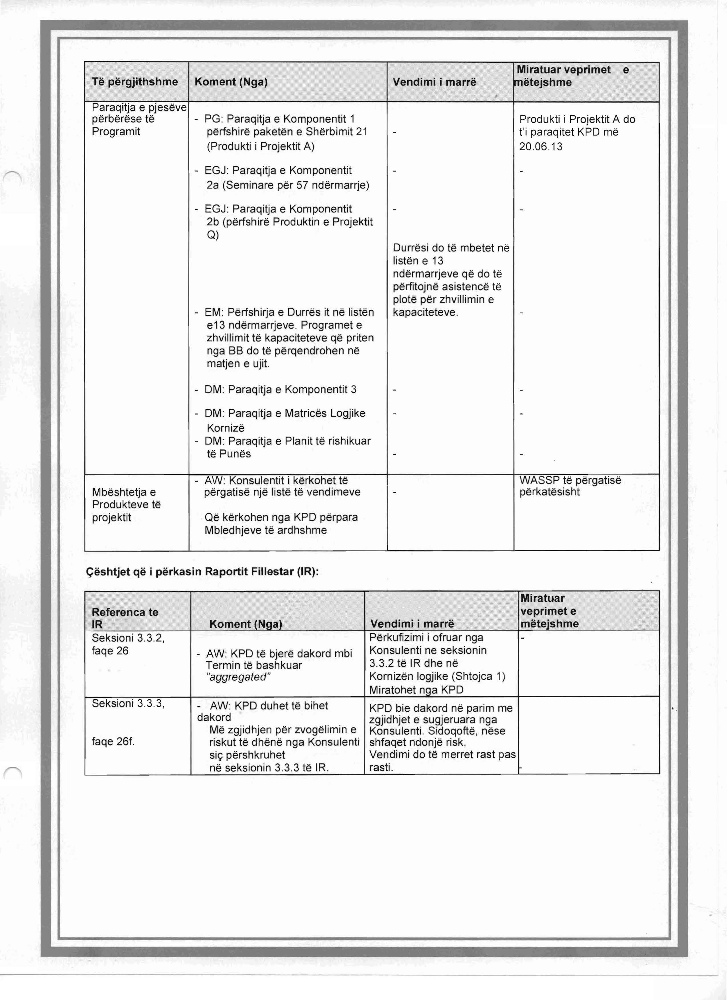 Të përgjithshme
Koment (Nga)
Vendimi i marrë
Miratuar veprimet e
mëtejshme
Paraqitja e pjesëve
përbërëse të
Programit
- PG: Paraqitja e Komponentit 1
përfshirë paketën e Shërbimit 21
(Produkti i Projektit A)
-
Produkti i Projektit A do
t'i paraqitet KPD më
20.06.13
- EGJ: Paraqitja e Komponentit
2a (Seminare për 57 ndërmarrje)
-
-
- EGJ: Paraqitja e Komponentit
2b (përfshirë Produktin e Projektit
Q)
-
-
- EM: Përfshirja e Durrës it në listën
e13 ndërmarrjeve. Programet e
zhvillimit të kapaciteteve që priten
nga BB do të përqendrohen në
matjen e ujit.
Durrësi do të mbetet në
listën e 13
ndërmarrjeve që do të
përfitojnë asistencë të
plotë për zhvillimin e
kapaciteteve.
-
- DM: Paraqitja e Komponentit 3
-
-
- DM: Paraqitja e Matricës Logjike
Kornizë
-
-
- DM: Paraqitja e Planit të rishikuar
të Punës
-
-
Mbështetja e
Produkteve të
projektit
- AW: Konsulentit i kërkohet të
përgatisë një listë të vendimeve
Që kërkohen nga KPD përpara
Mbledhjeve të ardhshme
-
WASSP të përgatisë
përkatësisht
Çështjet që i përkasin Raportit Fillestar (IR):
Referenca te
IR
Koment (Nga)
Vendimi i marrë
Miratuar
veprimet e
mëtejshme
Seksioni 3.3.2,
faqe 26
- AW: KPD të bjerë dakord mbi
Termin të bashkuar
"aggregated"
Përkufizimi i ofruar nga
Konsulenti ne seksionin
3.3.2 të IR dhe në
Kornizën logjike (Shtojca 1)
Miratohet nga KPD
-
Seksioni 3.3.3,
faqe 26f.
- AW: KPD duhet të bihet
dakord
Më zgjidhjen për zvogëlimin e
riskut të dhënë nga Konsulenti
siç përshkruhet
në seksionin 3.3.3 të IR.
KPD bie dakord në parim me
zgjidhjet e sugjeruara nga
Konsulenti. Sidoqoftë, nëse
shfaqet ndonjë risk,
Vendimi do të merret rast pas
rasti.
-